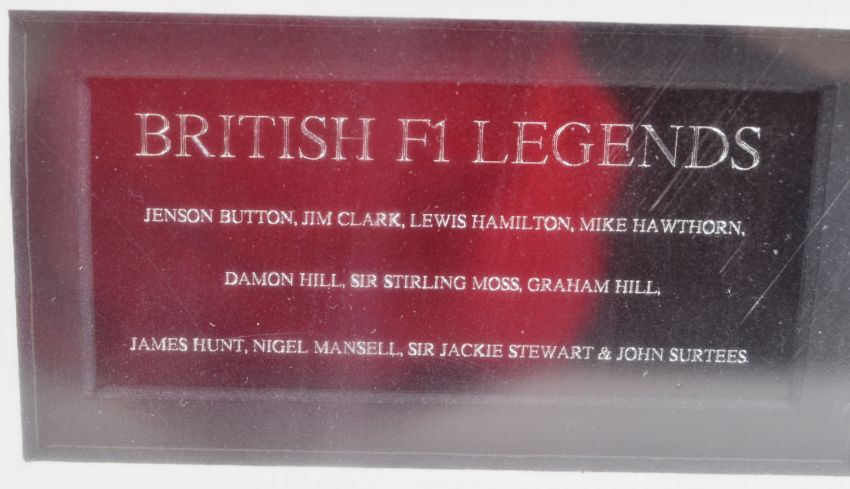 BRITISH F1 LEGENDS
JENSON BUTTON, JIM CLARK, LEWIS HAMILTON, MIKE HAWTHORN,
DAMON HILL, SIR STIRLING MOSS, GRAHAM HILL,
JAMES HUNT, NIGEL MANSELL, SIR JACKIE STEWART & JOHN SURTEES.